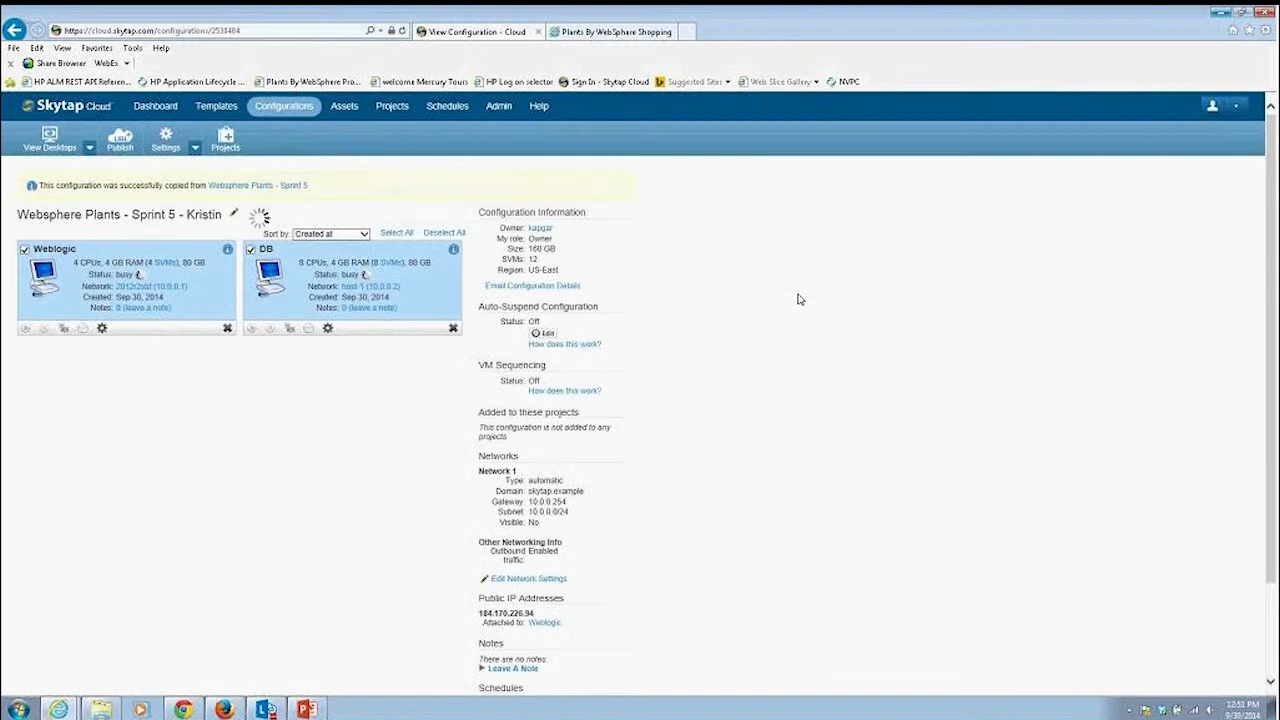 https://cloud.skytap.com/configurations/2531484
View Configuration - Cloud
Plants By WebSphere Shopping
File Edit View Favorites Tools Help
x Share Browser WebEx
HP ALM REST API Referen...
HP Application Lifecycle ...
Plants By WebSphere Pro...
welcome Mercury Tours
HP Log on selector
Sign In - Skytap Cloud
Suggested Sites
Web Slice Gallery
NVPC
Skytap Cloud
Dashboard Templates Configurations Assets Projects Schedules Admin Help
View Desktops Publish Settings Projects
This configuration was successfully copied from Websphere Plants - Sprint 5
Websphere Plants - Sprint 5 - Kristin
Sort by: Created at Select All Deselect All
Weblogic
4 CPUs, 4 GB RAM (4 SVMs), 80 GB
Status: busy
Network: 2012r2std (10.0.0.1)
Created: Sep 30, 2014
Notes: 0 (leave a note)
DB
8 CPUs, 4 GB RAM (8 SVMs), 80 GB
Status: busy
Network: host-1 (10.0.0.2)
Created: Sep 30, 2014
Notes: 0 (leave a note)
Configuration Information
Owner: kapgar
My role: Owner
Size: 160 GB
SVMs: 12
Region: US-East
Email Configuration Details
Auto-Suspend Configuration
Status: Off
Edit
How does this work?
VM Sequencing
Status: Off
How does this work?
Added to these projects
This configuration is not added to any
projects
Networks
Network 1
Type: automatic
Domain: skytap.example
Gateway: 10.0.0.254
Subnet: 10.0.0.0/24
Visible: No
Other Networking Info
Outbound Enabled
traffic:
Edit Network Settings
Public IP Addresses
184.170.226.94
Attached to: Weblogic
Notes
There are no notes.
Leave A Note
Schedules
12:51 PM
9/30/2014